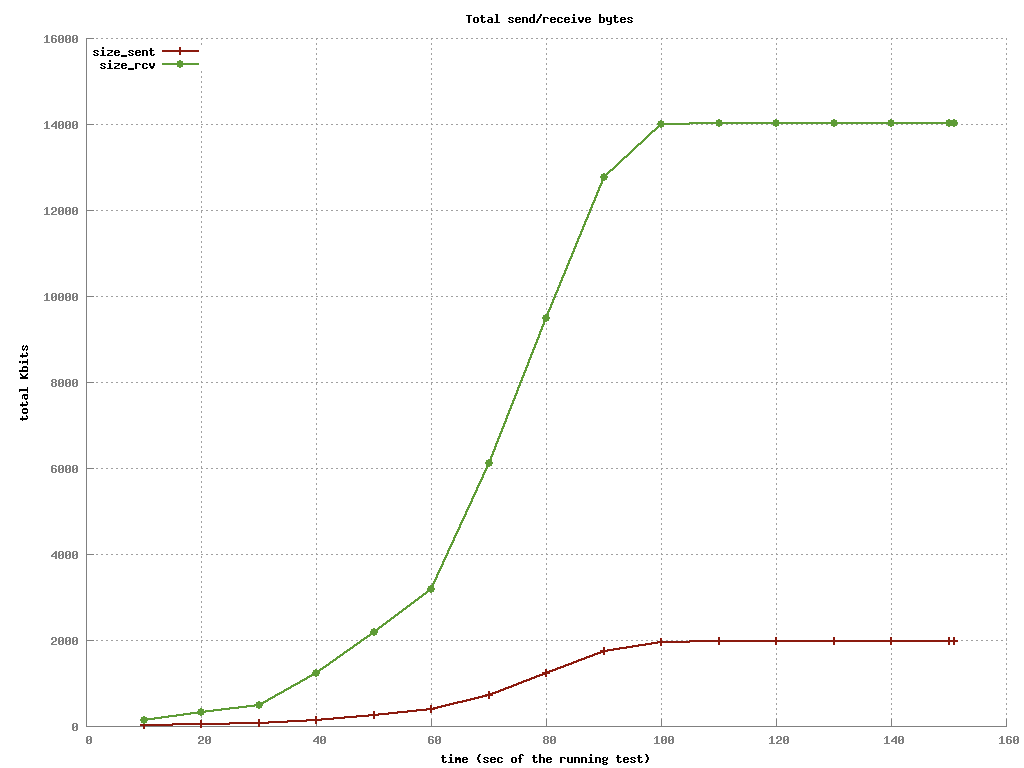 Total send/receive bytes
16000
size_sent
size_rcv
14000
12000
10000
8000
total Kbits
6000
4000
2000
0
0 20 40 60 80 100 120 140 160
time (sec of the running test)